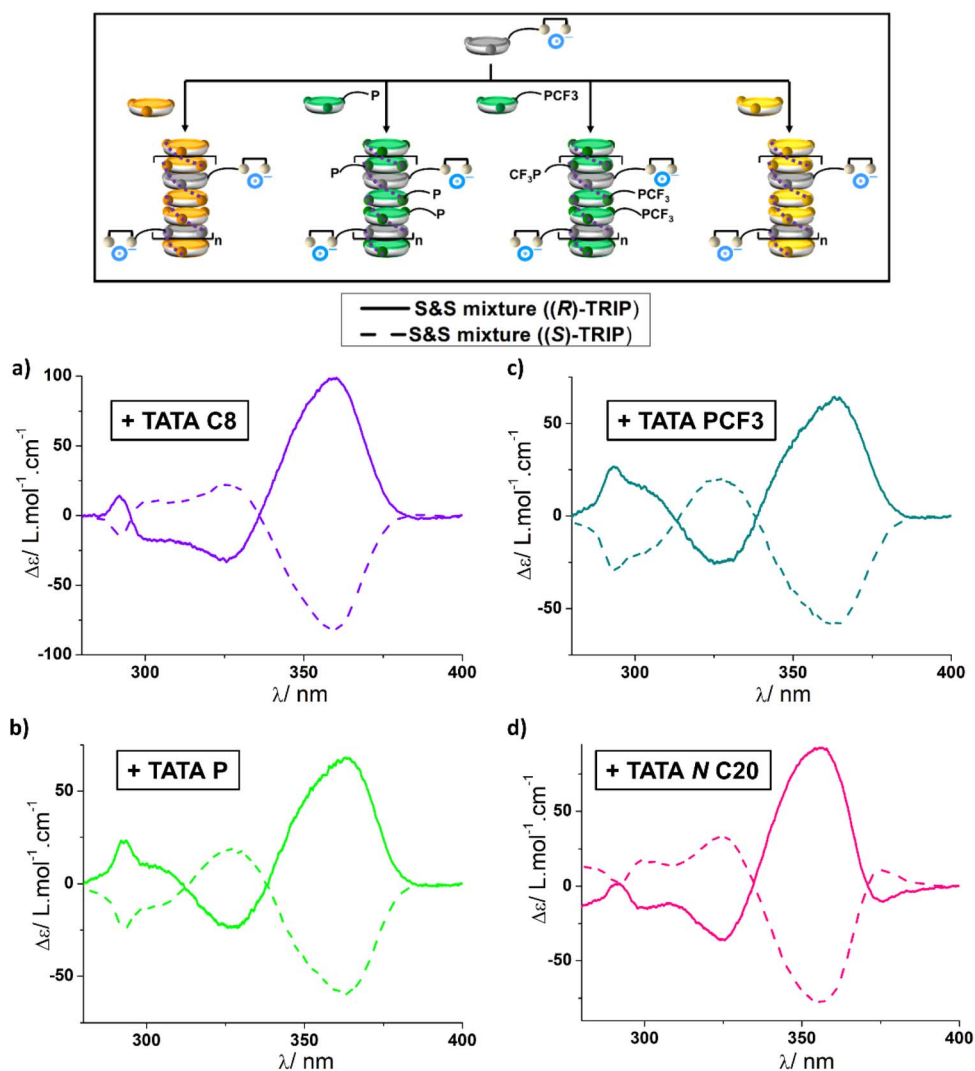 P
PCF3
P
CF₃P
P
PCF₃
P
PCF₃
n
n
S&S mixture ((R)-TRIP)
S&S mixture ((S)-TRIP)
a)
100
50
0
-50
-100
Δε/ L.mol⁻¹.cm⁻¹
+ TATA C8
300
350
400
λ/ nm
c)
50
0
-50
Δε/ L.mol⁻¹.cm⁻¹
+ TATA PCF3
300
350
400
λ/ nm
b)
50
0
-50
Δε/ L.mol⁻¹.cm⁻¹
+ TATA P
300
350
400
λ/ nm
d)
50
0
-50
Δε/ L.mol⁻¹.cm⁻¹
+ TATA N C20
300
350
400
λ/ nm